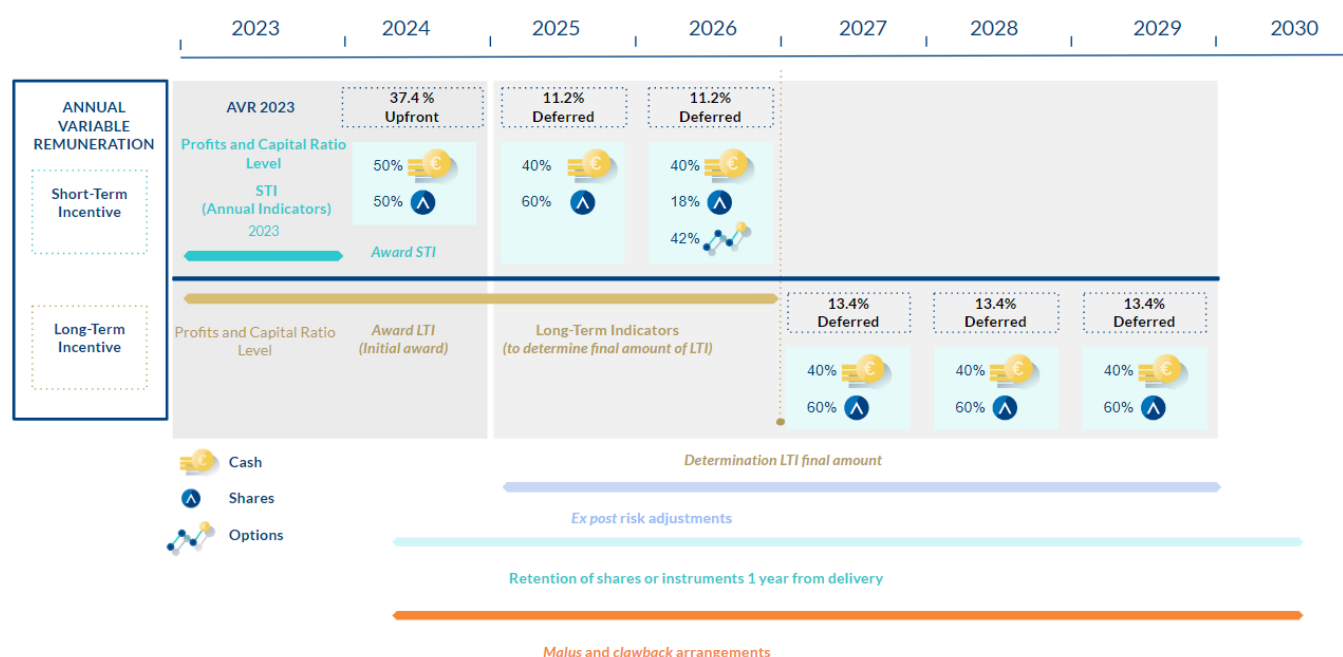 2023 2024 2025 2026 2027 2028 2029 2030
ANNUAL
VARIABLE
REMUNERATION
Short-Term
Incentive
Long-Term
Incentive
AVR 2023
Profits and Capital Ratio
Level
STI
(Annual Indicators)
2023
37.4 %
Upfront
50%
50%
Award STI
11.2%
Deferred
40%
60%
11.2%
Deferred
40%
18%
42%
Profits and Capital Ratio
Level
Award LTI
(Initial award)
Long-Term Indicators
(to determine final amount of LTI)
13.4%
Deferred
40%
60%
13.4%
Deferred
40%
60%
13.4%
Deferred
40%
60%
Cash
Shares
Options
Determination LTI final amount
Ex post risk adjustments
Retention of shares or instruments 1 year from delivery
Malus and clawback arrangements